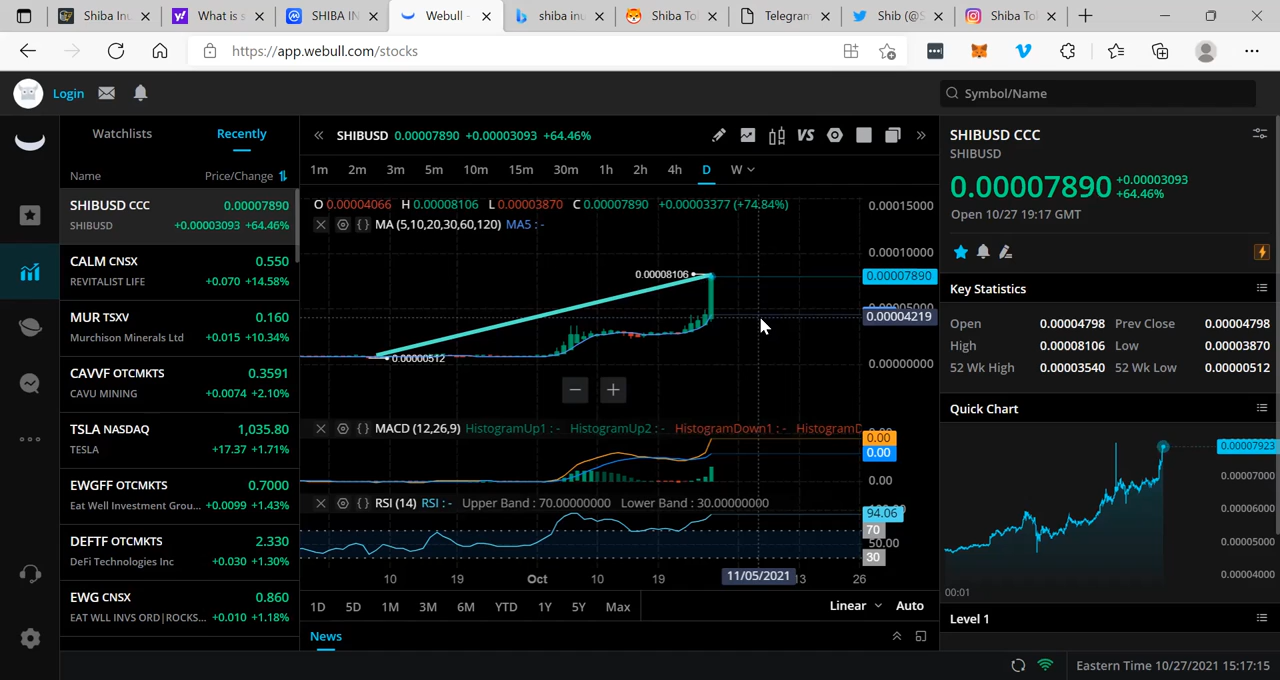 Shiba Inu
What is s
SHIBA IN
Webull -
shiba inu
Shiba To
Telegram
Shib (@S
Shiba To
https://app.webull.com/stocks
Login
Symbol/Name
Watchlists
Recently
Name
Price/Change
SHIBUSD CCC
0.00007890
SHIBUSD
+0.00003093 +64.46%
CALM CNSX
0.550
REVITALIST LIFE
+0.070 +14.58%
MUR TSXV
0.160
Murchison Minerals Ltd
+0.015 +10.34%
CAVVF OTCMKTS
0.3591
CAVU MINING
+0.0074 +2.10%
TSLA NASDAQ
1,035.80
TESLA
+17.37 +1.71%
EWGFF OTCMKTS
0.7000
Eat Well Investment Grou...
+0.0099 +1.43%
DEFTF OTCMKTS
2.330
DeFi Technologies Inc
+0.030 +1.30%
EWG CNSX
0.860
EAT WLL INVS ORD|ROCKS...
+0.010 +1.18%
SHIBUSD 0.00007890 +0.00003093 +64.46%
VS
1m 2m 3m 5m 10m 15m 30m 1h 2h 4h D W
O 0.00004066 H 0.00008106 L 0.00003870 C 0.00007890 +0.00003377 (+74.84%)
MA (5,10,20,30,60,120) MA5 : -
0.00015000
0.00010000
0.00008106
0.00007890
0.00005000
0.00004219
0.00000512
0.00000000
MACD (12,26,9) HistogramUp1 : - HistogramUp2 : - HistogramDown1 : - HistogramD
0.00
0.00
0.00
RSI (14) RSI : - Upper Band : 70.00000000 Lower Band : 30.00000000
94.06
70
50.00
30
10 19 Oct 10 19 11/05/2021 13 26
1D 5D 1M 3M 6M YTD 1Y 5Y Max
Linear
Auto
News
SHIBUSD CCC
SHIBUSD
0.00007890
+0.00003093
+64.46%
Open 10/27 19:17 GMT
Key Statistics
Open 0.00004798 Prev Close 0.00004798
High 0.00008106 Low 0.00003870
52 Wk High 0.00003540 52 Wk Low 0.00000512
Quick Chart
0.00007923
0.00007000
0.00006000
0.00005000
0.00004000
00:01
Level 1
Eastern Time 10/27/2021 15:17:15